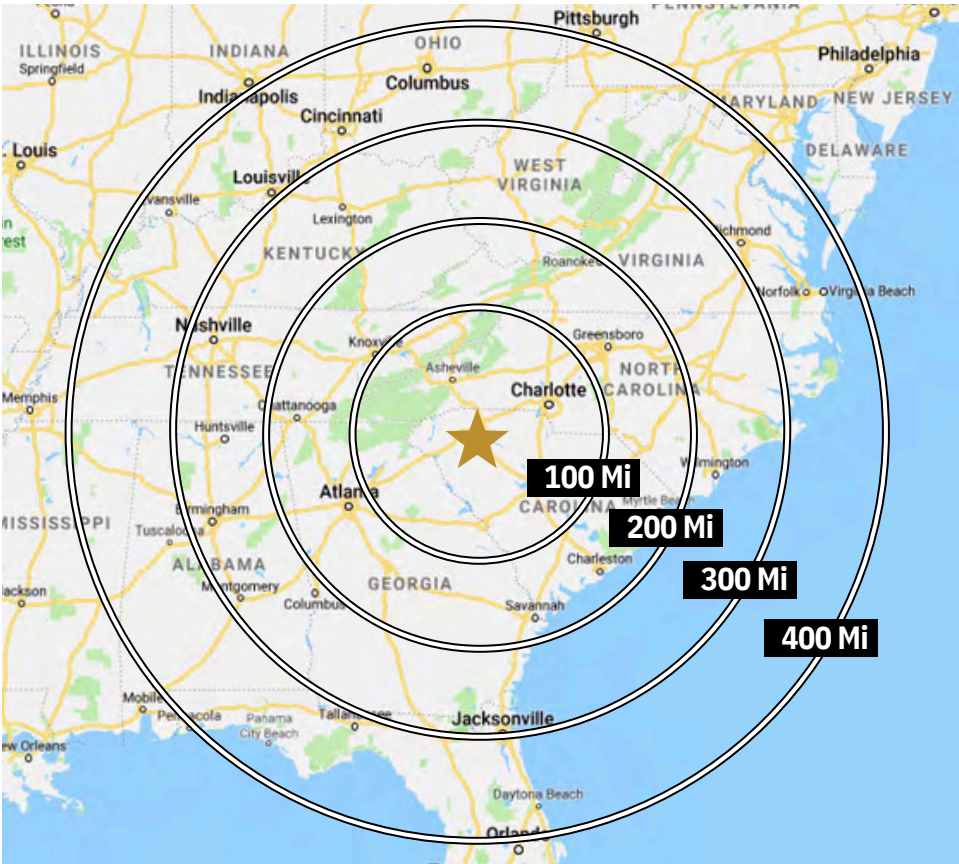 PENNSYLVANIA
Pittsburgh
ILLINOIS
INDIANA
OHIO
Philadelphia
Springfield
Columbus
Indianapolis
MARYLAND
NEW JERSEY
Cincinnati
. Louis
DELAWARE
WEST
VIRGINIA
Louisville
Evansville
Lexington
Richmond
KENTUCKY
Roanoke
VIRGINIA
Norfolk
Virginia Beach
Nashville
Greensboro
Knoxville
TENNESSEE
Asheville
NORTH
CAROLINA
Charlotte
Memphis
Chattanooga
Huntsville
Wilmington
100 Mi
Atlanta
Myrtle Beach
CAROLINA
Birmingham
MISSISSIPPI
200 Mi
Tuscaloosa
Charleston
ALABAMA
300 Mi
GEORGIA
Montgomery
Jackson
Columbus
Savannah
400 Mi
Mobile
Pensacola
Panama
City Beach
Tallahassee
Jacksonville
New Orleans
Daytona Beach
Orlando